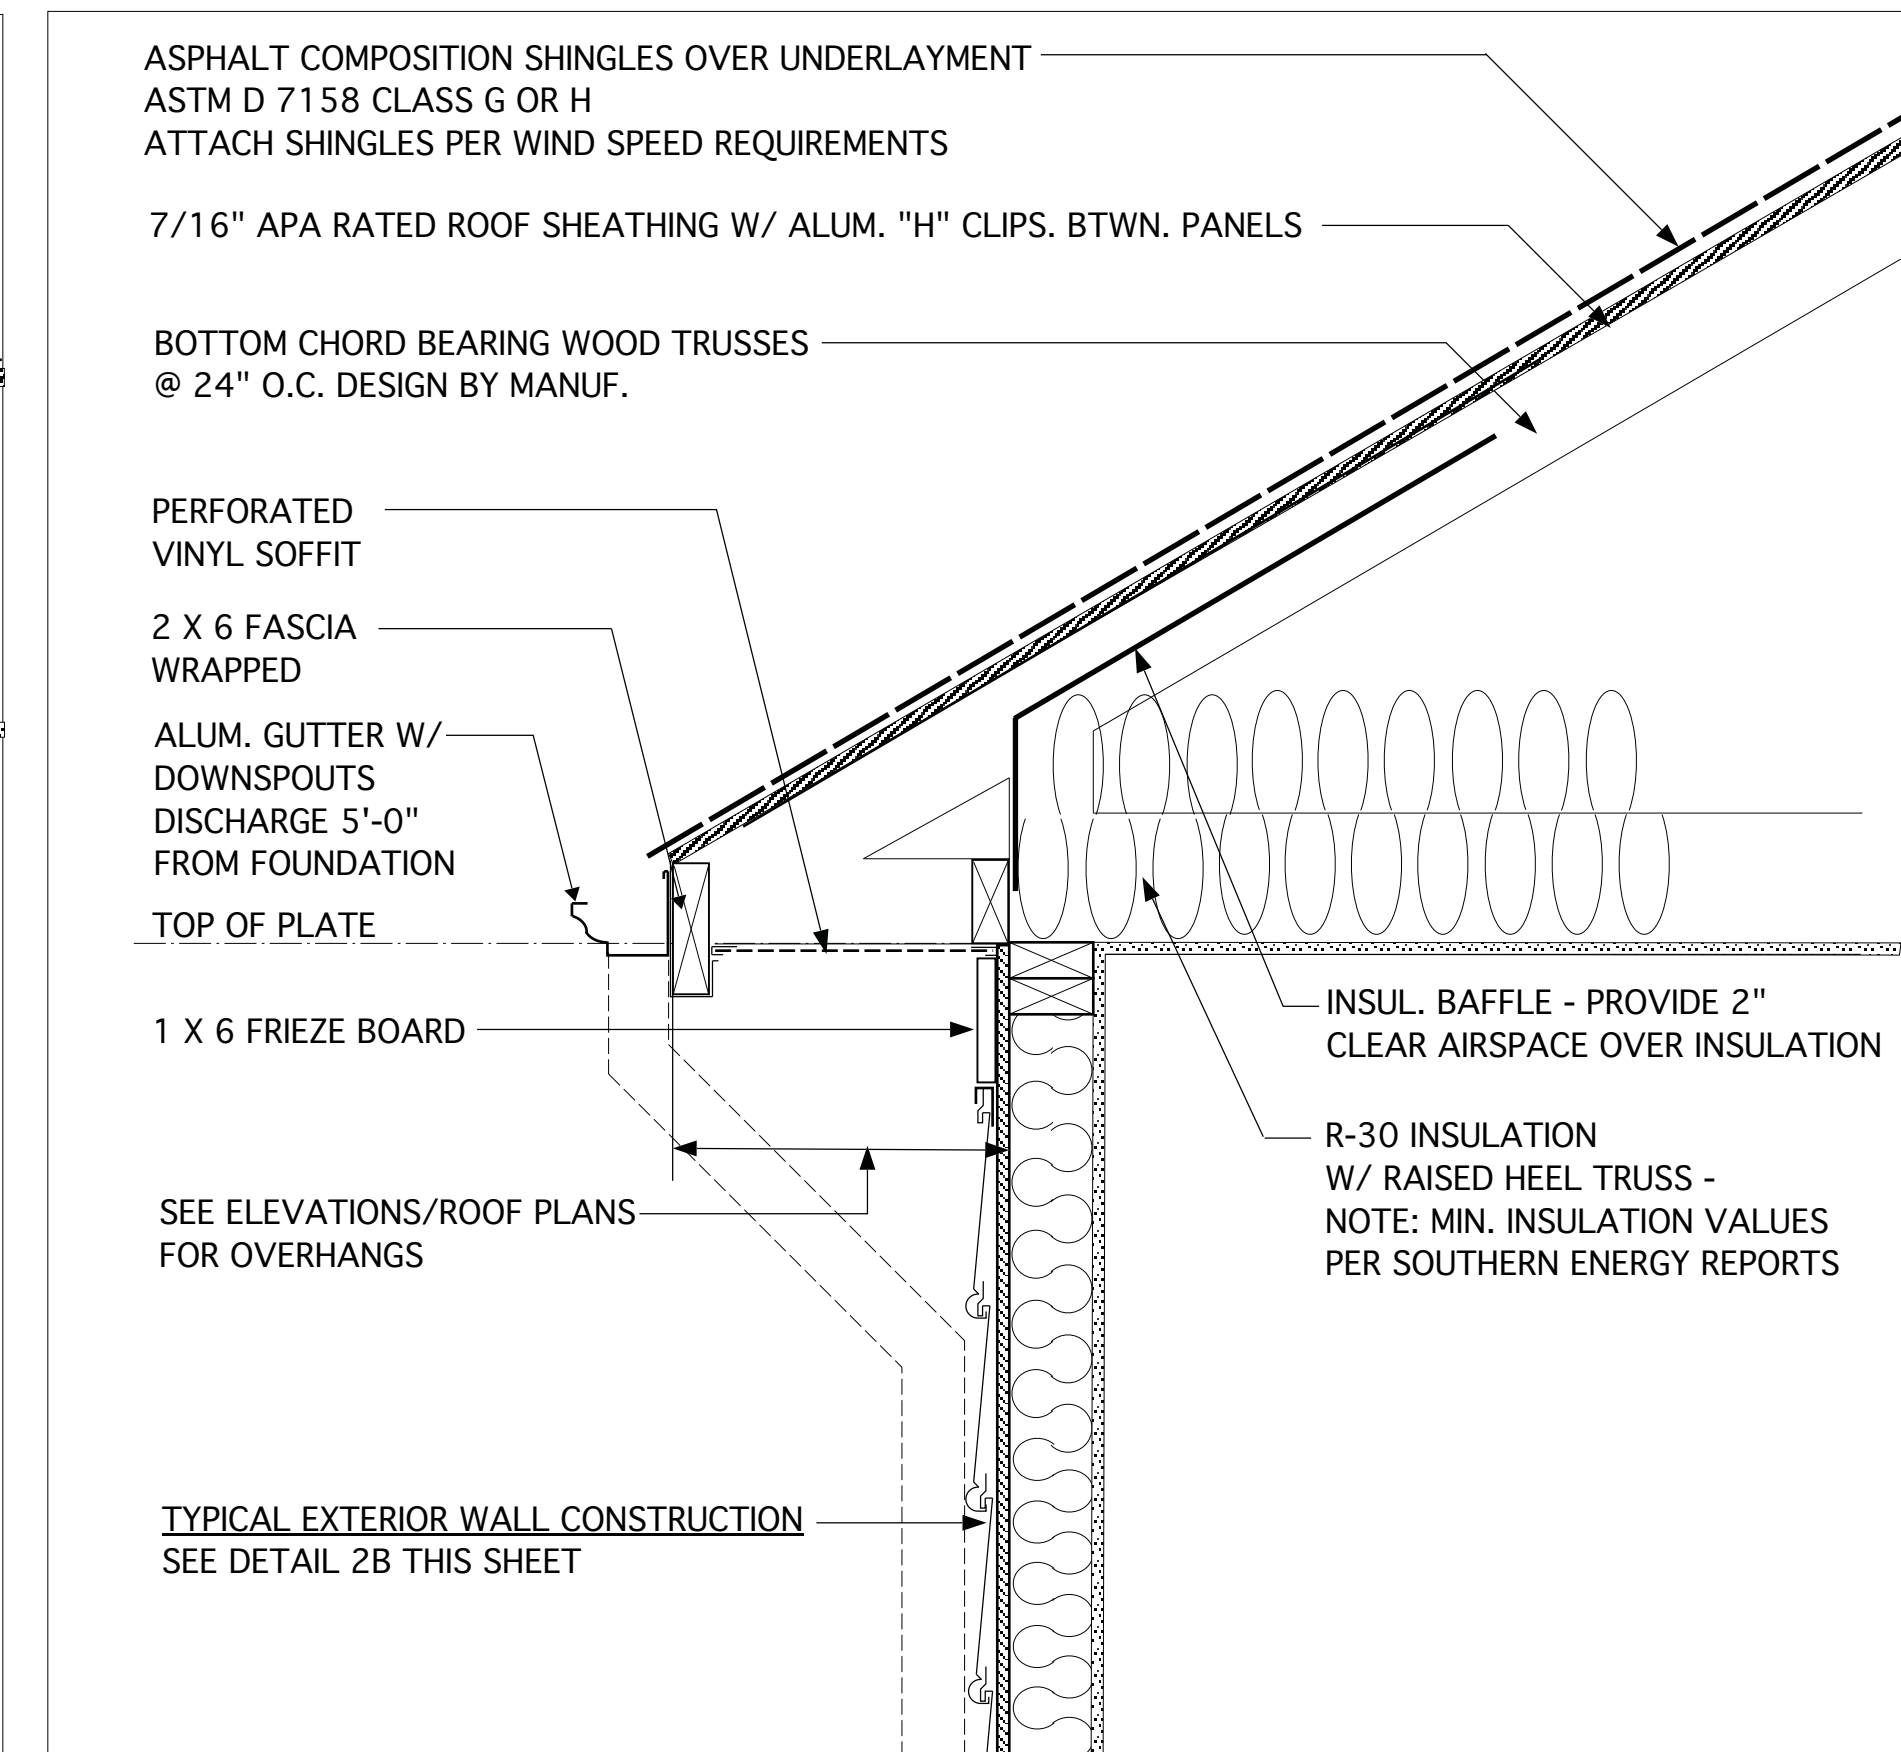 ASPHALT COMPOSITION SHINGLES OVER UNDERLAYMENT
ASTM D 7158 CLASS G OR H
ATTACH SHINGLES PER WIND SPEED REQUIREMENTS
7/16" APA RATED ROOF SHEATHING W/ ALUM. "H" CLIPS. BTWN. PANELS
BOTTOM CHORD BEARING WOOD TRUSSES
@ 24" O.C. DESIGN BY MANUF.
PERFORATED
VINYL SOFFIT
2 X 6 FASCIA
WRAPPED
ALUM. GUTTER W/
DOWNSPOUTS
DISCHARGE 5'-0"
FROM FOUNDATION
TOP OF PLATE
1 X 6 FRIEZE BOARD
INSUL. BAFFLE - PROVIDE 2"
CLEAR AIRSPACE OVER INSULATION
R-30 INSULATION
W/ RAISED HEEL TRUSS -
NOTE: MIN. INSULATION VALUES
PER SOUTHERN ENERGY REPORTS
SEE ELEVATIONS/ROOF PLANS
FOR OVERHANGS
TYPICAL EXTERIOR WALL CONSTRUCTION
SEE DETAIL 2B THIS SHEET